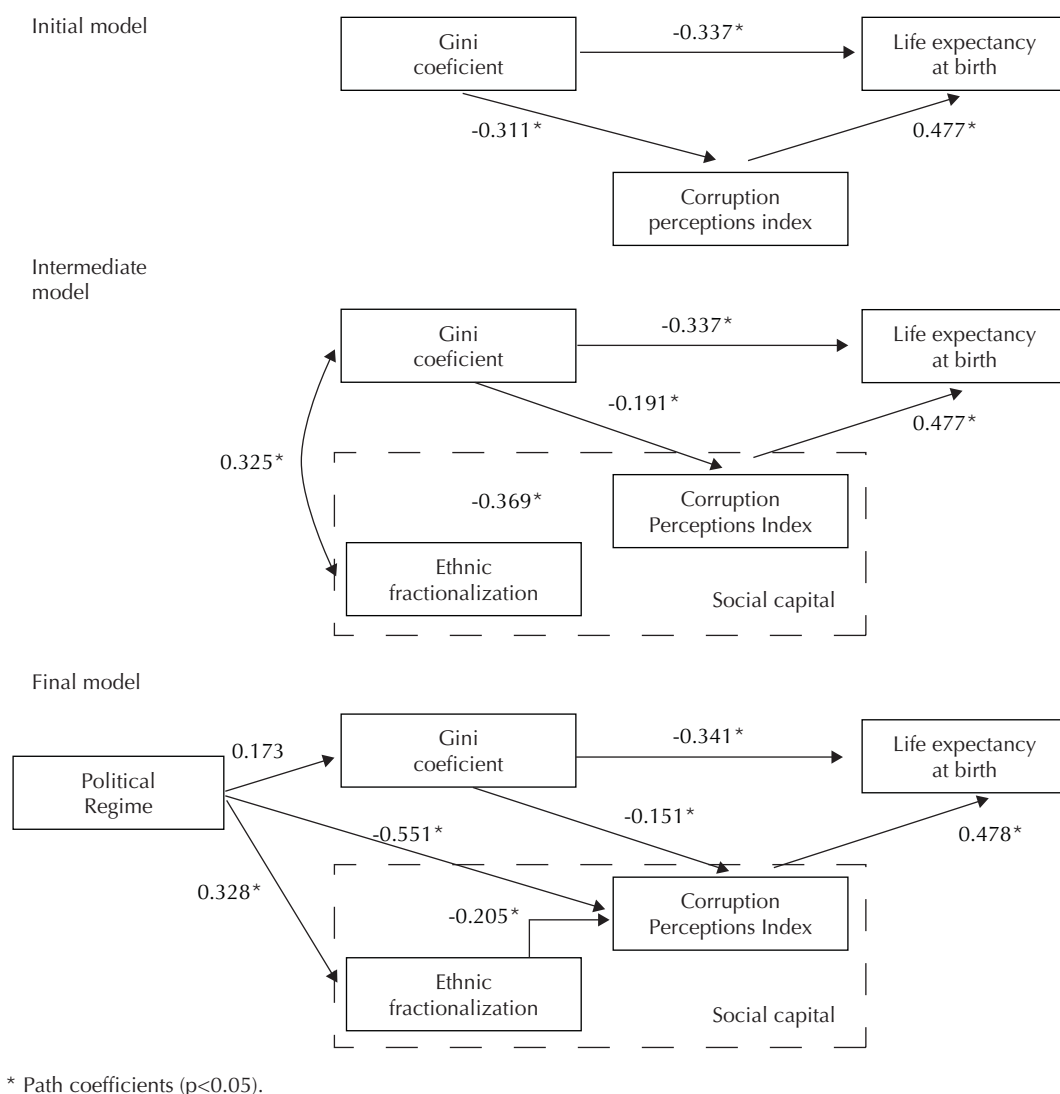 Initial model
Gini
coeficient
-0.337*
Life expectancy
at birth
-0.311*
0.477*
Corruption
perceptions index
Intermediate
model
Gini
coeficient
-0.337*
Life expectancy
at birth
-0.191*
0.477*
0.325*
-0.369*
Corruption
Perceptions Index
Ethnic
fractionalization
Social capital
Final model
Political
Regime
0.173
Gini
coeficient
-0.341*
Life expectancy
at birth
-0.551*
-0.151*
0.478*
0.328*
-0.205*
Corruption
Perceptions Index
Ethnic
fractionalization
Social capital
* Path coefficients (p<0.05).